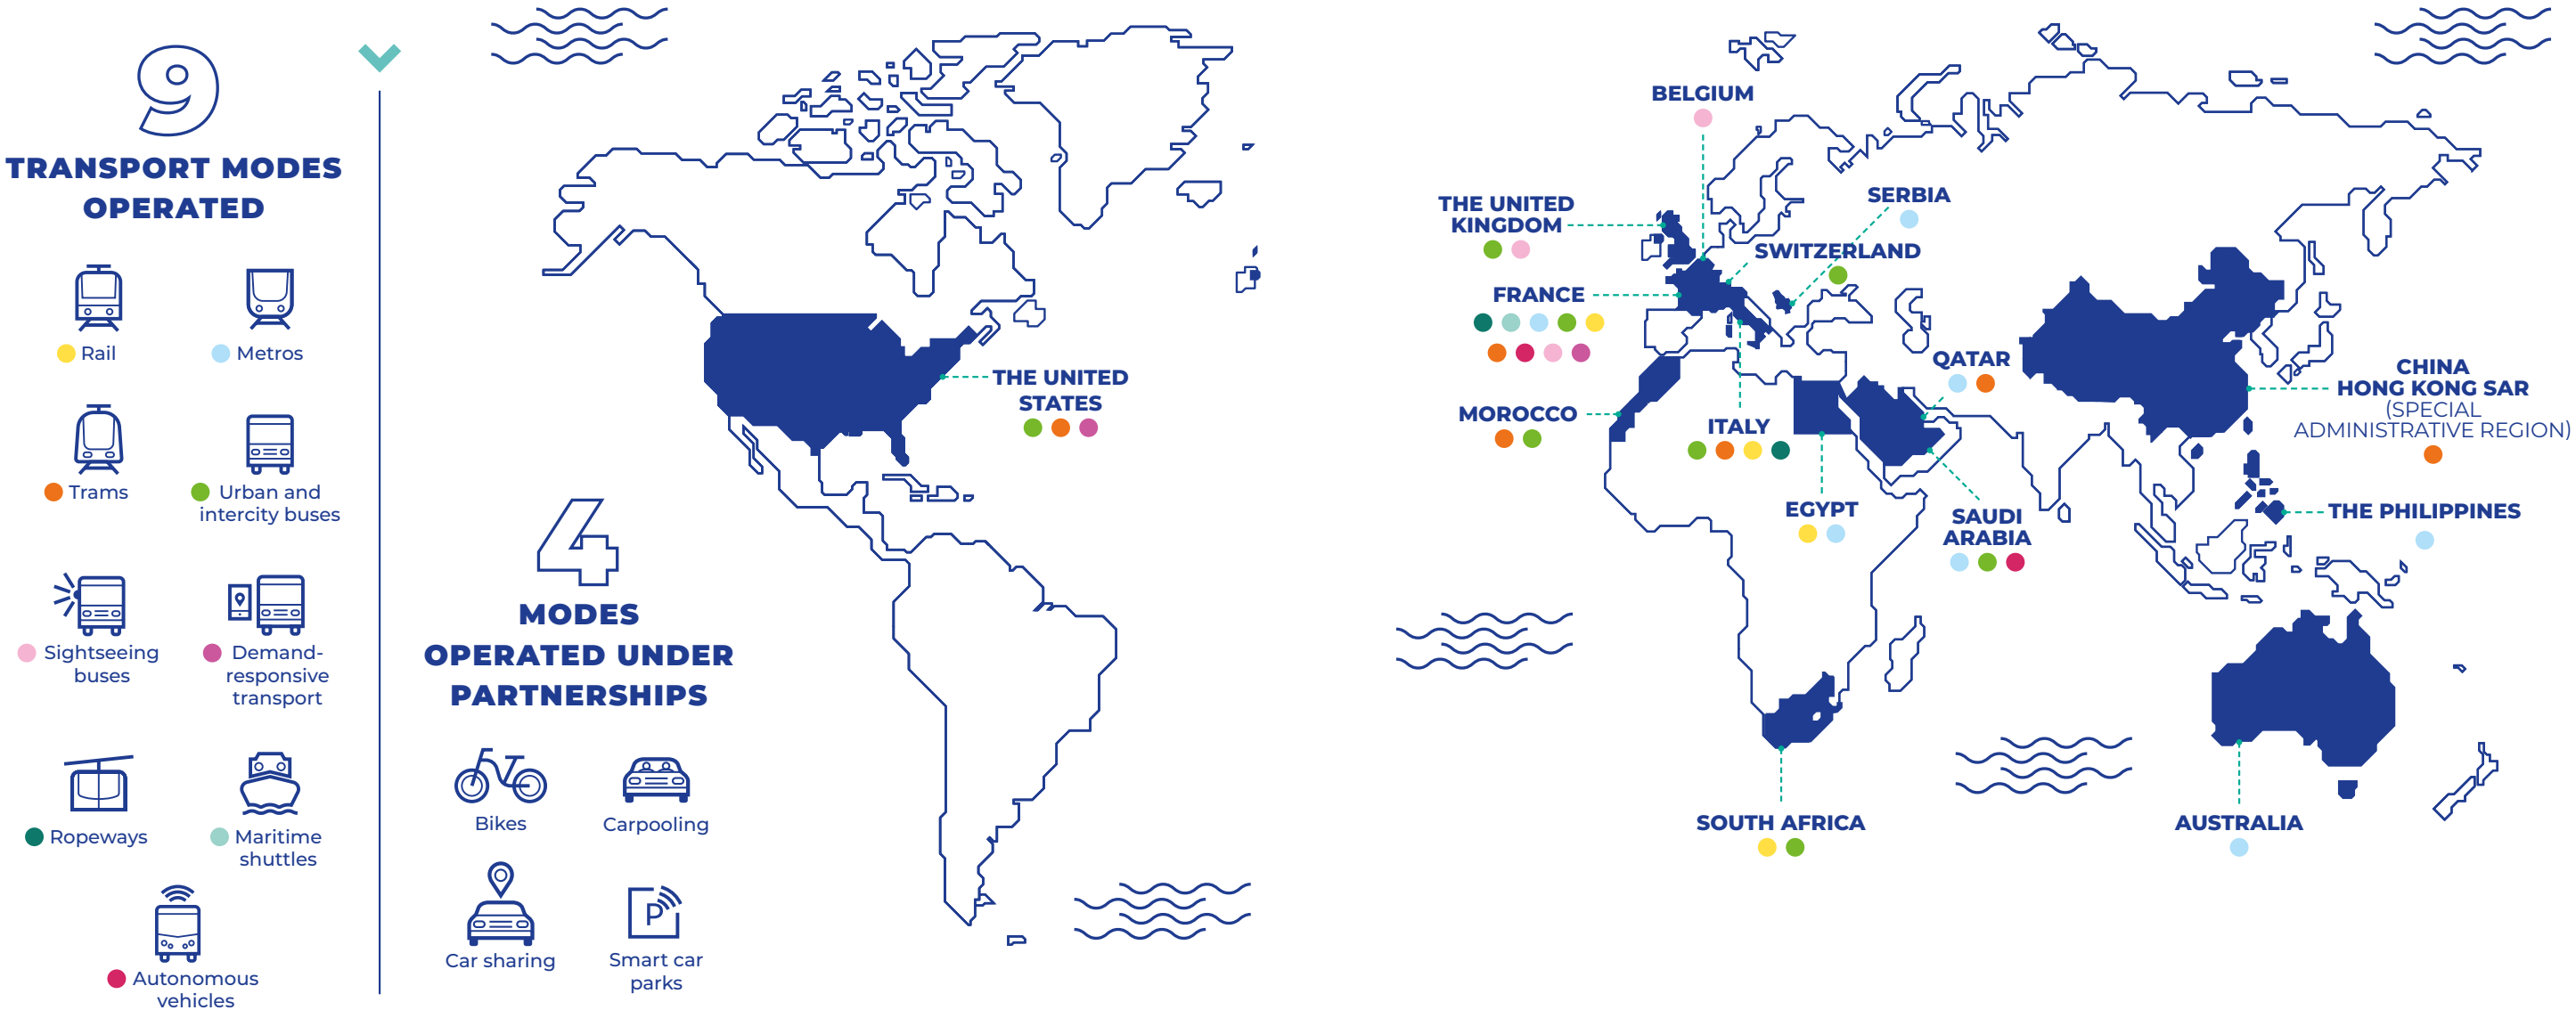 9
TRANSPORT MODES
OPERATED
Rail
Metros
Trams
Urban and
intercity buses
Sightseeing
buses
Demand-
responsive
transport
Ropeways
Maritime
shuttles
Autonomous
vehicles
4
MODES
OPERATED UNDER
PARTNERSHIPS
Bikes
Carpooling
Car sharing
P
Smart car
parks
THE UNITED
STATES
BELGIUM
THE UNITED
KINGDOM
SERBIA
SWITZERLAND
FRANCE
MOROCCO
ITALY
QATAR
EGYPT
SAUDI
ARABIA
CHINA
HONG KONG SAR
(SPECIAL
ADMINISTRATIVE REGION)
THE PHILIPPINES
SOUTH AFRICA
AUSTRALIA